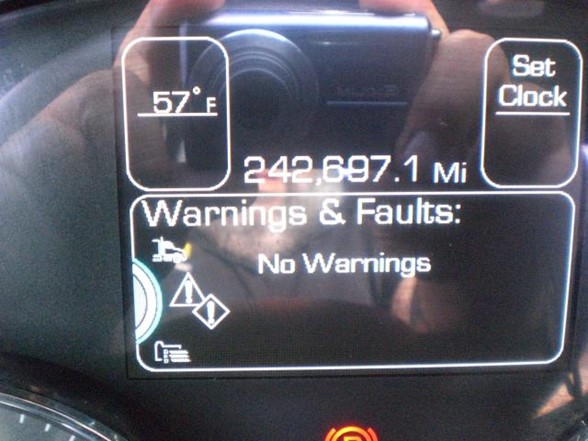 57°F
Set
Clock
242,697.1 Mi
Warnings & Faults:
No Warnings